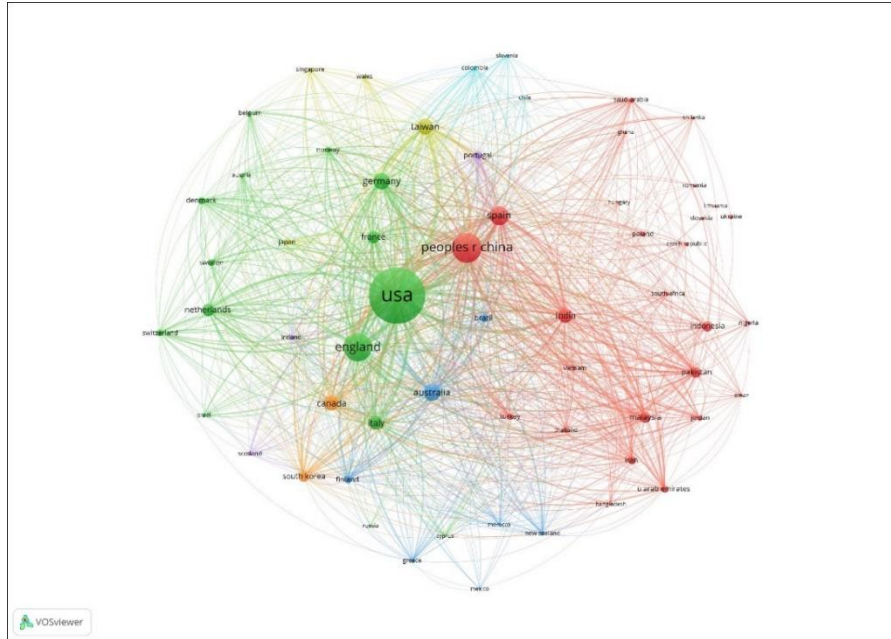 slovenia
colombia
singapore
wales
chile
saudi arabia
belgium
sri lanka
taiwan
ghana
norway
portugal
germany
austria
romania
denmark
hungary
lithuania
spain
slovakia
ukraine
france
poland
japan
peoples r china
czech republic
sweden
south africa
usa
netherlands
brazil
india
nigeria
indonesia
switzerland
ireland
england
vietnam
pakistan
australia
oman
canada
israel
turkey
malaysia
jordan
italy
thailand
scotland
iran
south korea
finland
u arab emirates
bangladesh
russia
morocco
cyprus
new zealand
greece
mexico
VOSviewer